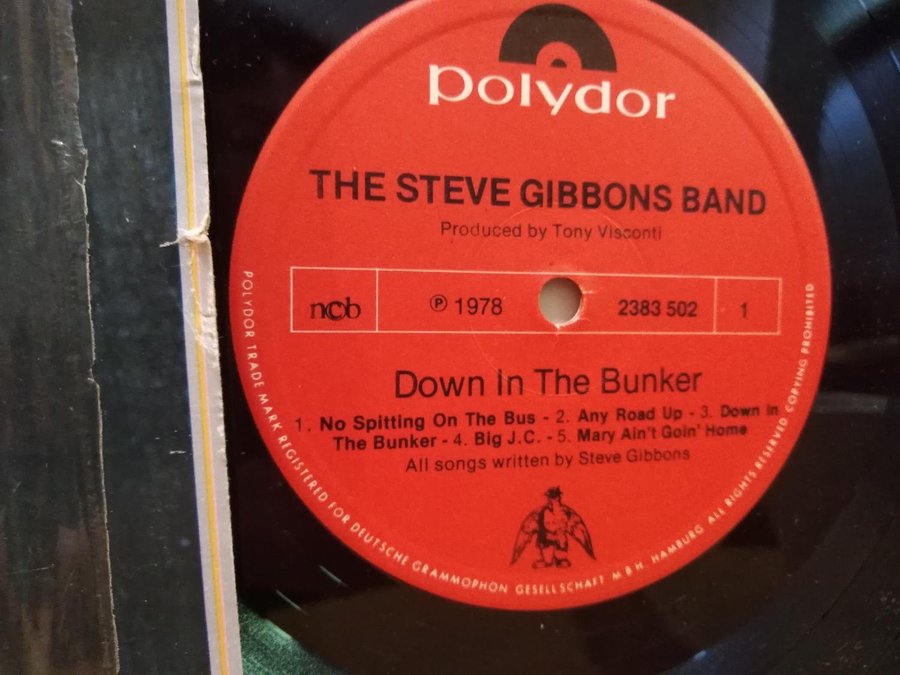 polydor
THE STEVE GIBBONS BAND
Produced by Tony Visconti
ncb ℗ 1978 2383 502 1
Down In The Bunker
1. No Spitting On The Bus - 2. Any Road Up - 3. Down In
The Bunker - 4. Big J.C. - 5. Mary Ain't Goin' Home
All songs written by Steve Gibbons
POLYDOR TRADE MARK REGISTERED FOR DEUTSCHE GRAMMOPHON GESELLSCHAFT M·B·H· HAMBURG ALL RIGHTS RESERVED COPYING PROHIBITED